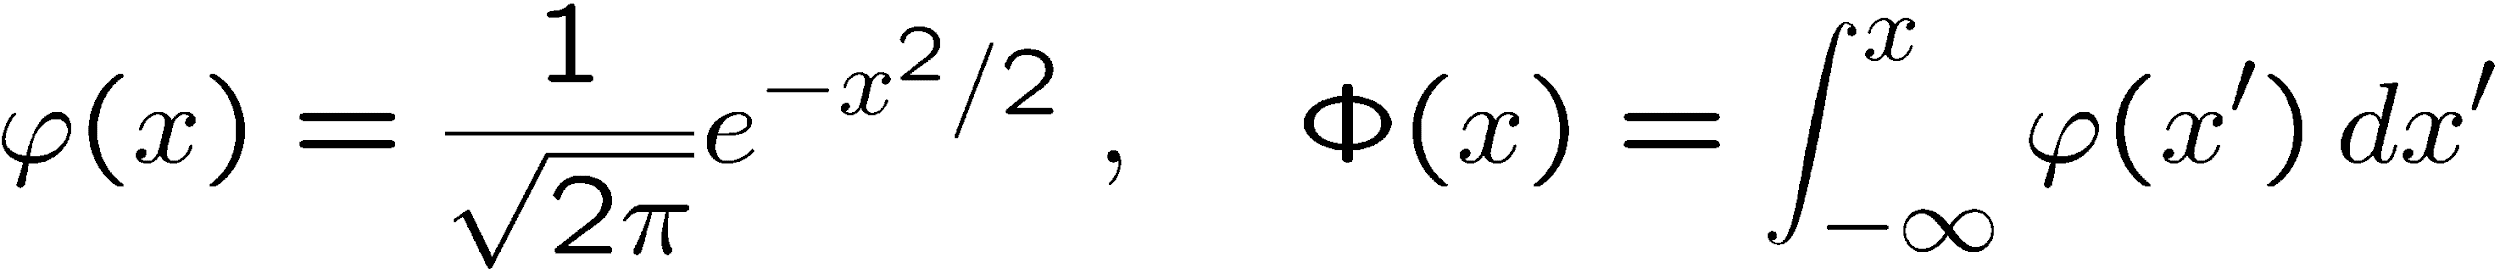 φ(x) = 1/√(2π) e^{−x²/2} , Φ(x) = ∫_{−∞}^{x} φ(x′) dx′